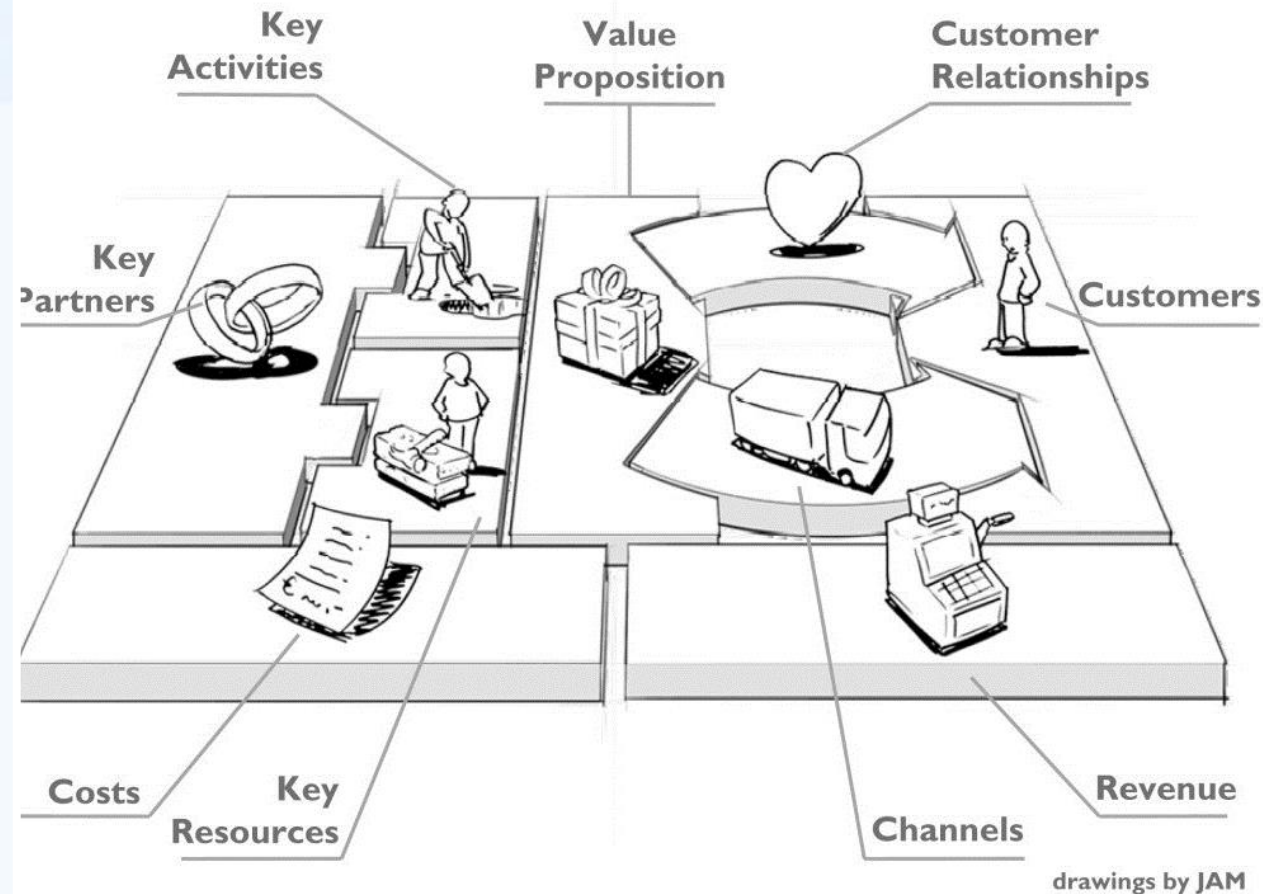 Key
Activities
Value
Proposition
Customer
Relationships
Key
Partners
Customers
Costs
Key
Resources
Channels
Revenue
drawings by JAM